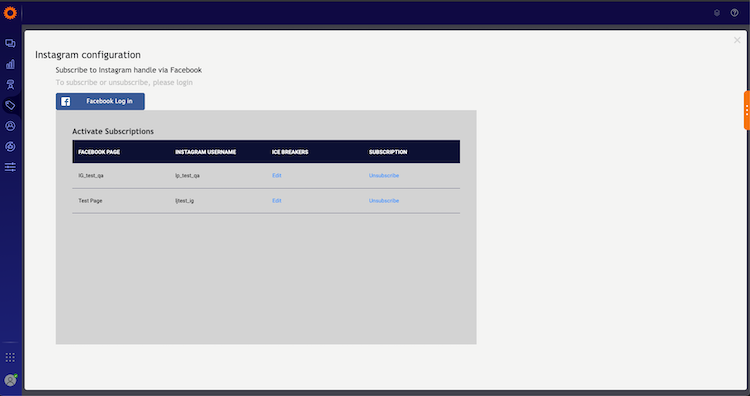 Instagram configuration
Subscribe to Instagram handle via Facebook
To subscribe or unsubscribe, please login
Facebook Log in
Activate Subscriptions
FACEBOOK PAGE INSTAGRAM USERNAME ICE BREAKERS SUBSCRIPTION
IG_test_qa lp_test_qa Edit Unsubscribe
Test Page ljtest_ig Edit Unsubscribe